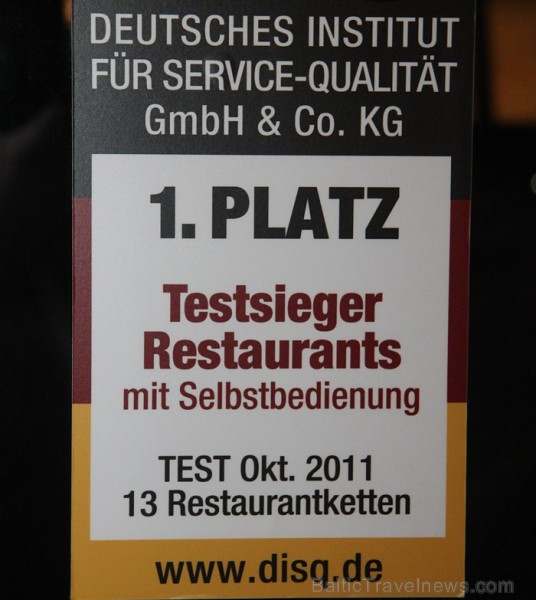 DEUTSCHES INSTITUT
FÜR SERVICE-QUALITÄT
GmbH & Co. KG
1. PLATZ
Testsieger
Restaurants
mit Selbstbedienung
TEST Okt. 2011
13 Restaurantketten
www.disq.de
BalticTravelnews.com